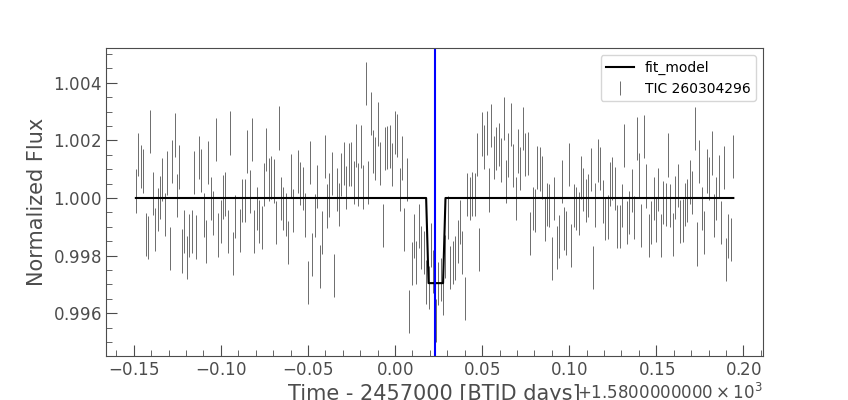 fit_model
TIC 260304296
1.004
1.002
1.000
0.998
0.996
Normalized Flux
−0.15 −0.10 −0.05 0.00 0.05 0.10 0.15 0.20
Time - 2457000 [BTJD days]
+1.5800000000 × 10³